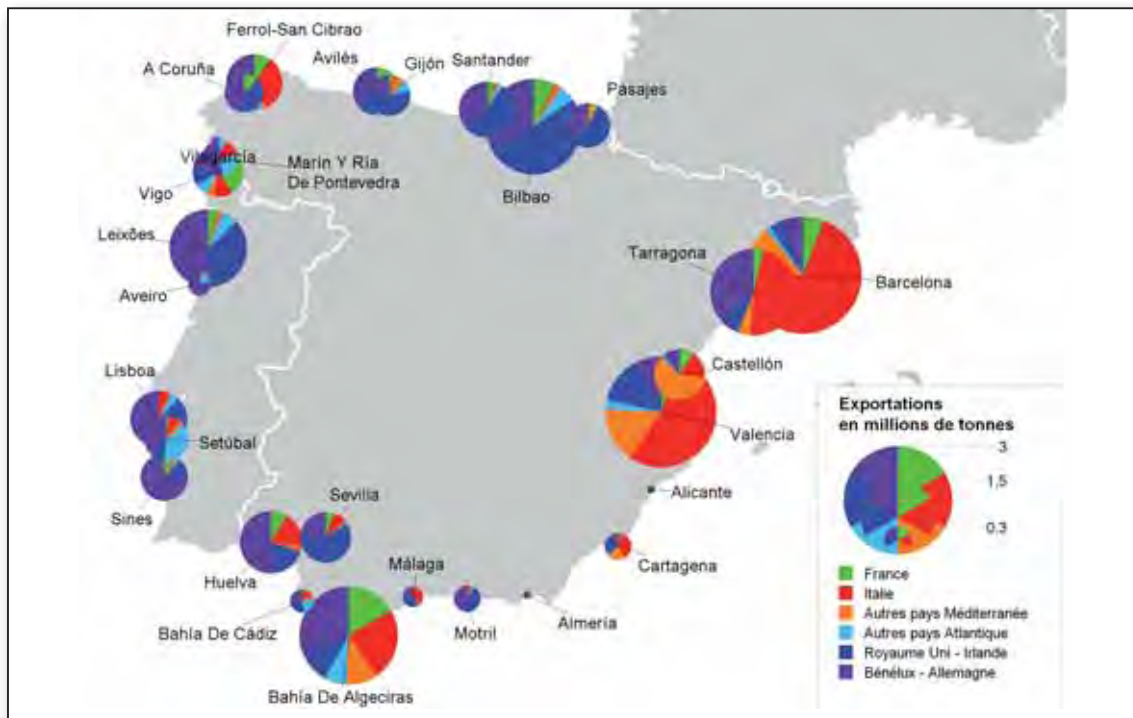 Ferrol-San Cibrao
Avilés
Gijón
Santander
A Coruña
Pasajes
Vilagarcía
Marin Y Ría
De Pontevedra
Vigo
Bilbao
Leixões
Tarragona
Barcelona
Aveiro
Lisboa
Castellón
Setúbal
Valencia
Sines
Sevilla
Alicante
Huelva
Málaga
Cartagena
Bahía De Cádiz
Motril
Almería
Bahía De Algeciras
Exportations
en millions de tonnes
3
1,5
0.3
France
Italie
Autres pays Méditerranée
Autres pays Atlantique
Royaume Uni - Irlande
Bénélux - Allemagne